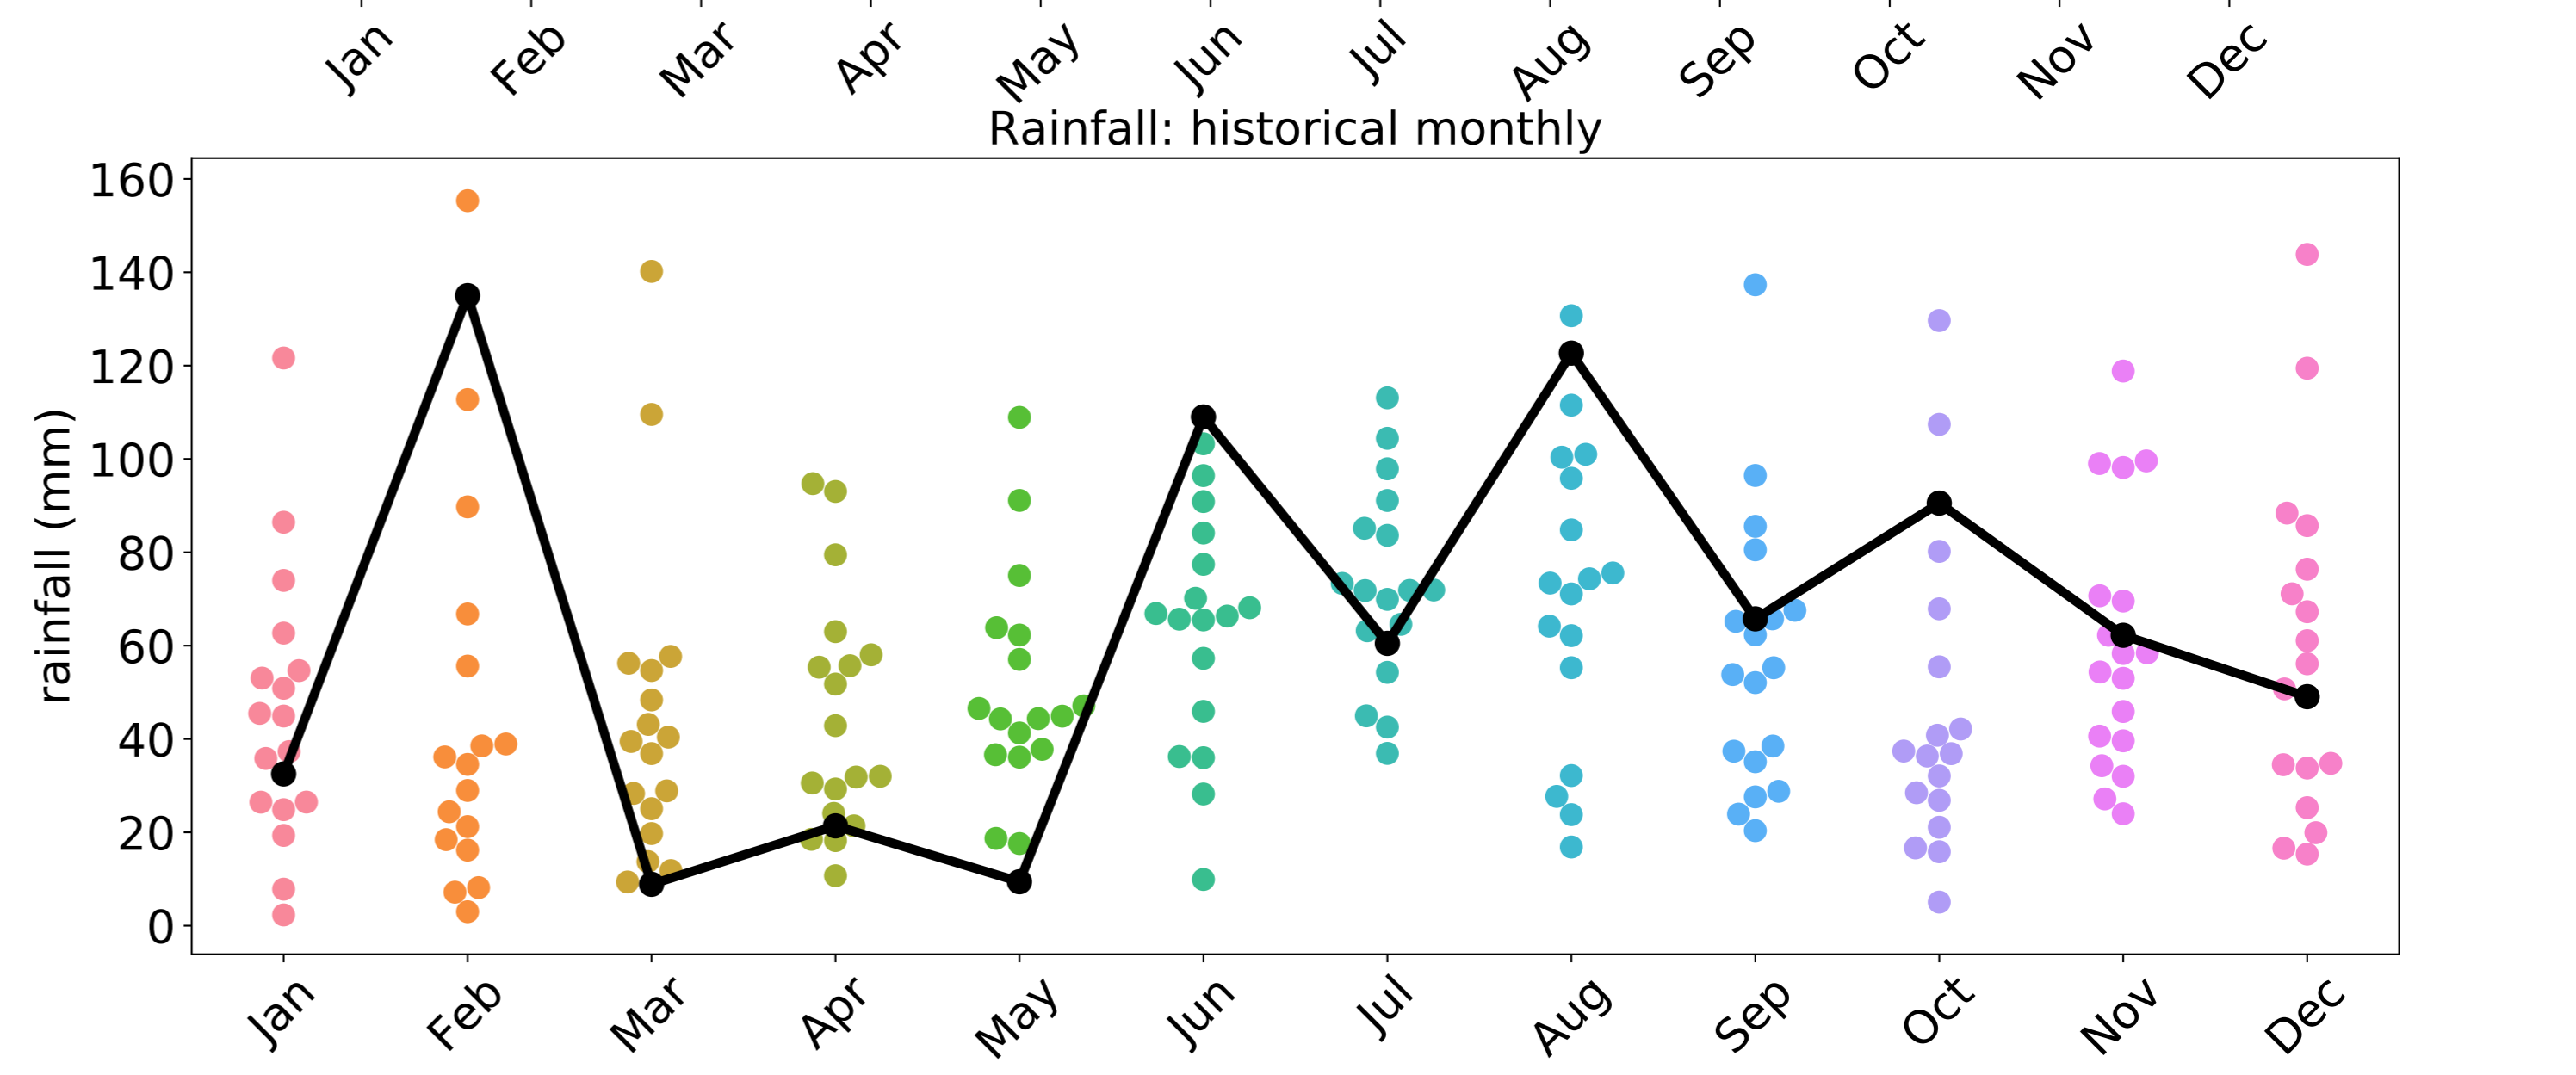 Jan Feb Mar Apr May Jun Jul Aug Sep Oct Nov Dec
Rainfall: historical monthly
160
140
120
100
80
60
40
20
0
rainfall (mm)
Jan Feb Mar Apr May Jun Jul Aug Sep Oct Nov Dec